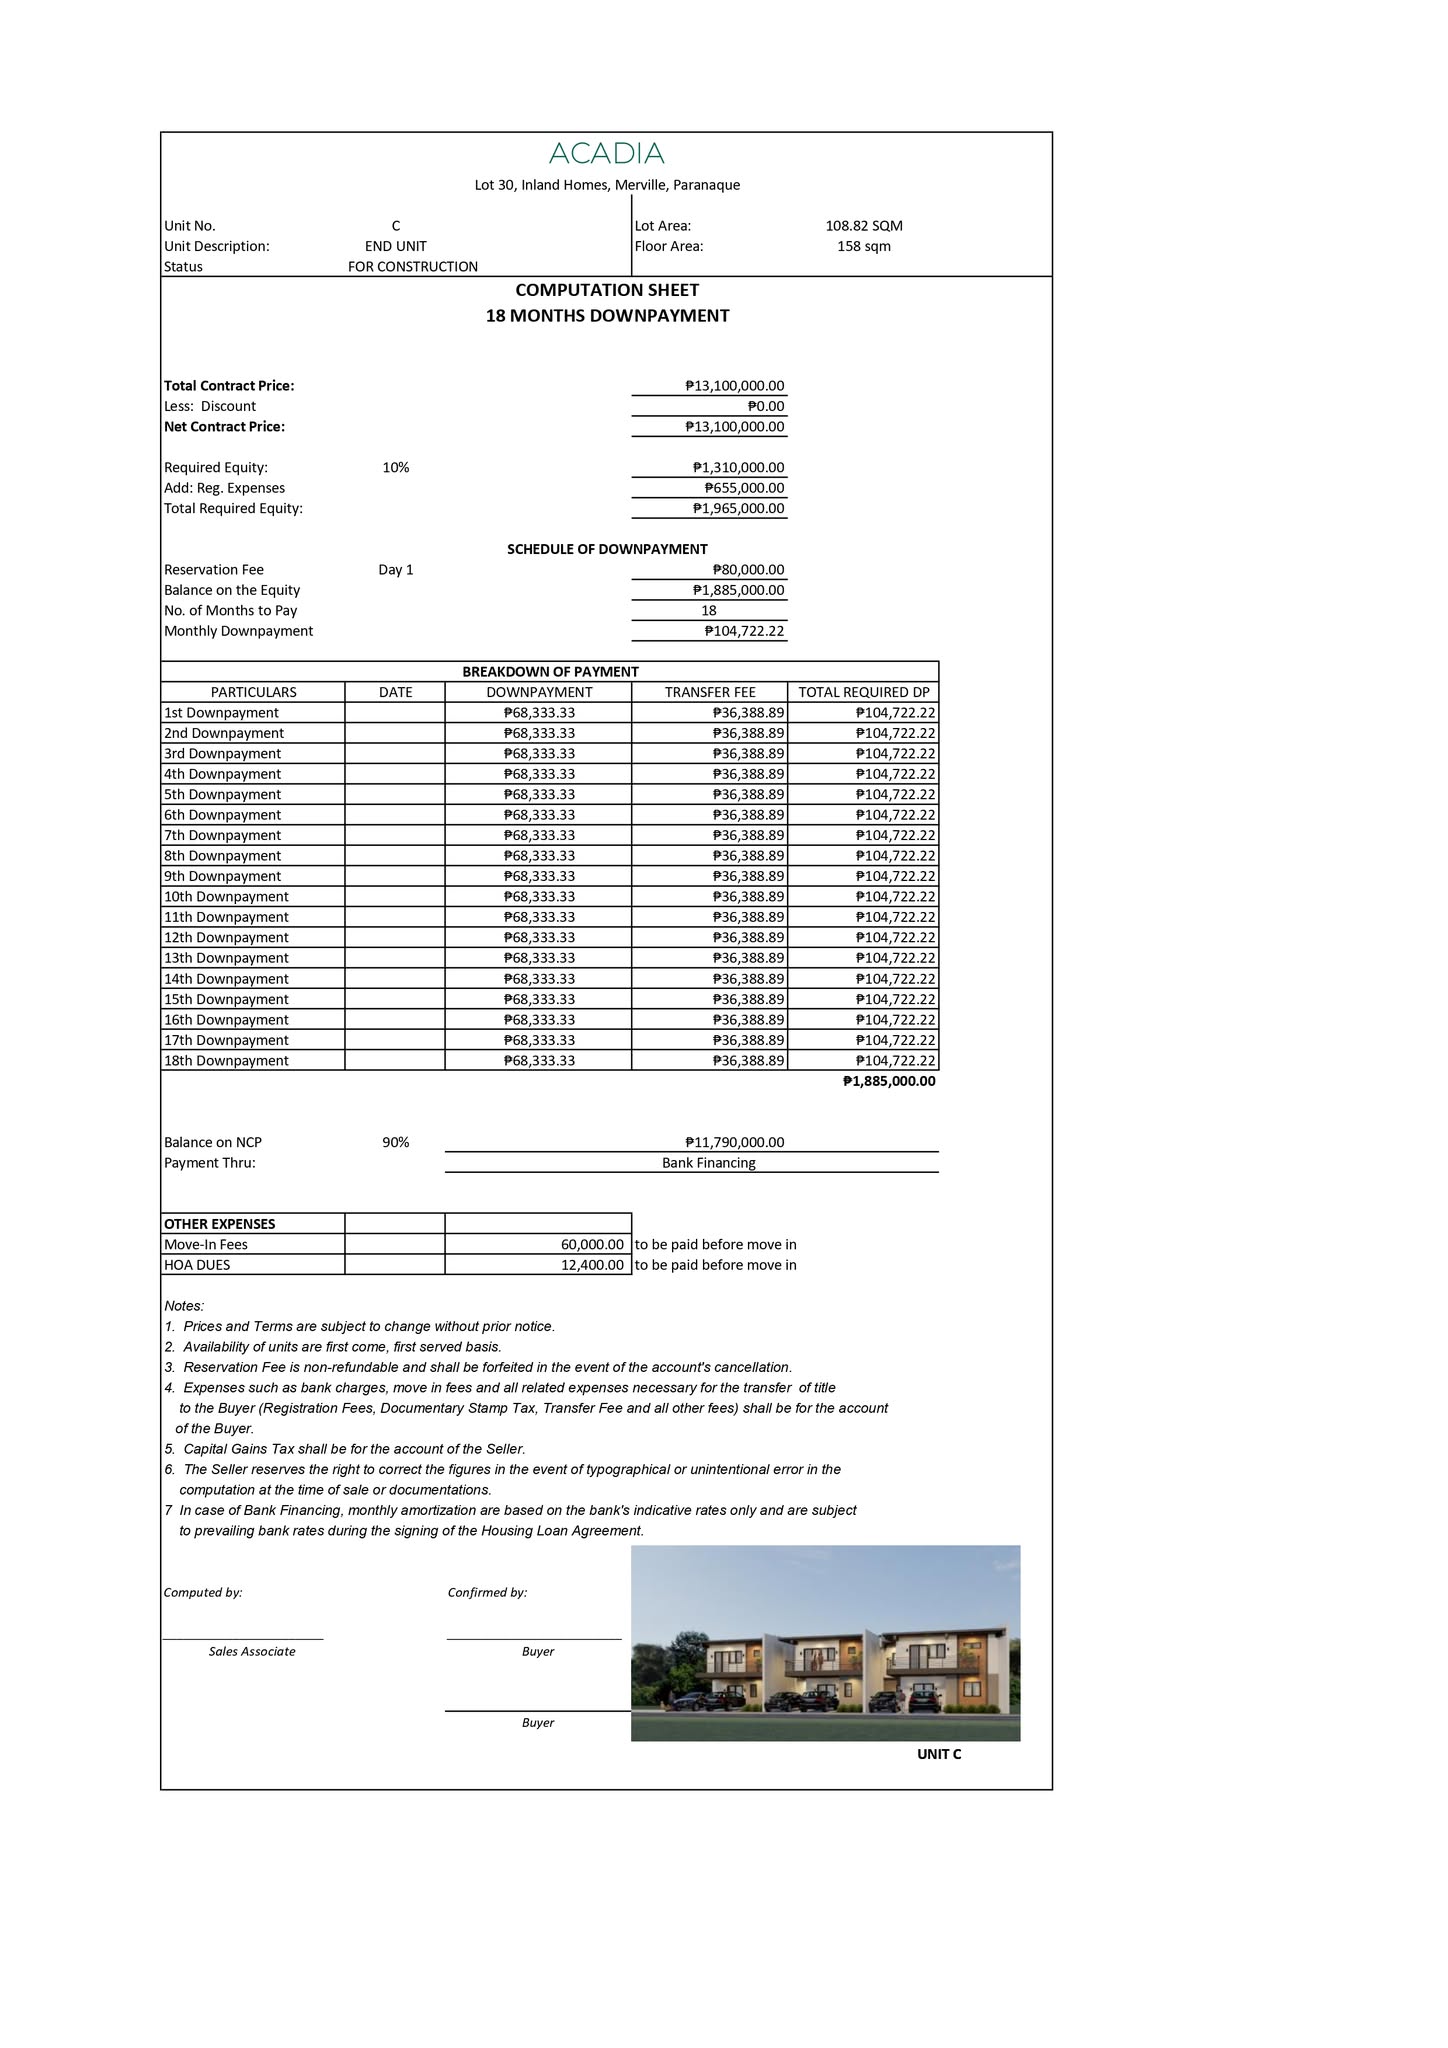 ACADIA
Lot 30, Inland Homes, Merville, Paranaque
Unit No. C Lot Area: 108.82 SQM
Unit Description: END UNIT Floor Area: 158 sqm
Status FOR CONSTRUCTION
COMPUTATION SHEET
18 MONTHS DOWNPAYMENT
Total Contract Price: ₱13,100,000.00
Less: Discount ₱0.00
Net Contract Price: ₱13,100,000.00
Required Equity: 10% ₱1,310,000.00
Add: Reg. Expenses ₱655,000.00
Total Required Equity: ₱1,965,000.00
SCHEDULE OF DOWNPAYMENT
Reservation Fee Day 1 ₱80,000.00
Balance on the Equity ₱1,885,000.00
No. of Months to Pay 18
Monthly Downpayment ₱104,722.22
BREAKDOWN OF PAYMENT
PARTICULARS DATE DOWNPAYMENT TRANSFER FEE TOTAL REQUIRED DP
1st Downpayment ₱68,333.33 ₱36,388.89 ₱104,722.22
2nd Downpayment ₱68,333.33 ₱36,388.89 ₱104,722.22
3rd Downpayment ₱68,333.33 ₱36,388.89 ₱104,722.22
4th Downpayment ₱68,333.33 ₱36,388.89 ₱104,722.22
5th Downpayment ₱68,333.33 ₱36,388.89 ₱104,722.22
6th Downpayment ₱68,333.33 ₱36,388.89 ₱104,722.22
7th Downpayment ₱68,333.33 ₱36,388.89 ₱104,722.22
8th Downpayment ₱68,333.33 ₱36,388.89 ₱104,722.22
9th Downpayment ₱68,333.33 ₱36,388.89 ₱104,722.22
10th Downpayment ₱68,333.33 ₱36,388.89 ₱104,722.22
11th Downpayment ₱68,333.33 ₱36,388.89 ₱104,722.22
12th Downpayment ₱68,333.33 ₱36,388.89 ₱104,722.22
13th Downpayment ₱68,333.33 ₱36,388.89 ₱104,722.22
14th Downpayment ₱68,333.33 ₱36,388.89 ₱104,722.22
15th Downpayment ₱68,333.33 ₱36,388.89 ₱104,722.22
16th Downpayment ₱68,333.33 ₱36,388.89 ₱104,722.22
17th Downpayment ₱68,333.33 ₱36,388.89 ₱104,722.22
18th Downpayment ₱68,333.33 ₱36,388.89 ₱104,722.22
₱1,885,000.00
Balance on NCP 90% ₱11,790,000.00
Payment Thru: Bank Financing
OTHER EXPENSES
Move-In Fees 60,000.00 to be paid before move in
HOA DUES 12,400.00 to be paid before move in
Notes:
1. Prices and Terms are subject to change without prior notice.
2. Availability of units are first come, first served basis.
3. Reservation Fee is non-refundable and shall be forfeited in the event of the account's cancellation.
4. Expenses such as bank charges, move in fees and all related expenses necessary for the transfer of title
to the Buyer (Registration Fees, Documentary Stamp Tax, Transfer Fee and all other fees) shall be for the account
of the Buyer.
5. Capital Gains Tax shall be for the account of the Seller.
6. The Seller reserves the right to correct the figures in the event of typographical or unintentional error in the
computation at the time of sale or documentations.
7 In case of Bank Financing, monthly amortization are based on the bank's indicative rates only and are subject
to prevailing bank rates during the signing of the Housing Loan Agreement.
Computed by: Confirmed by:
Sales Associate Buyer
Buyer
UNIT C